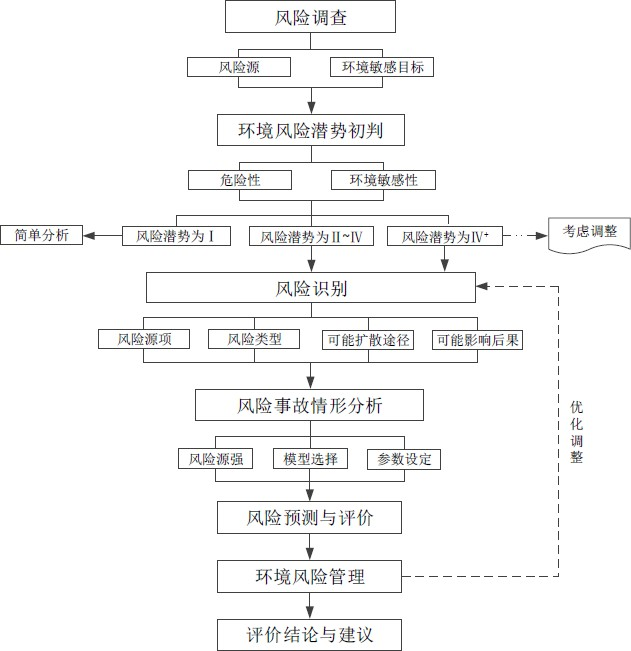 风险调查
风险源
环境敏感目标
环境风险潜势初判
危险性
环境敏感性
简单分析
风险潜势为Ⅰ
风险潜势为Ⅱ~Ⅳ
风险潜势为Ⅳ⁺
考虑调整
风险识别
风险源项
风险类型
可能扩散途径
可能影响后果
风险事故情形分析
优化调整
风险源强
模型选择
参数设定
风险预测与评价
环境风险管理
评价结论与建议